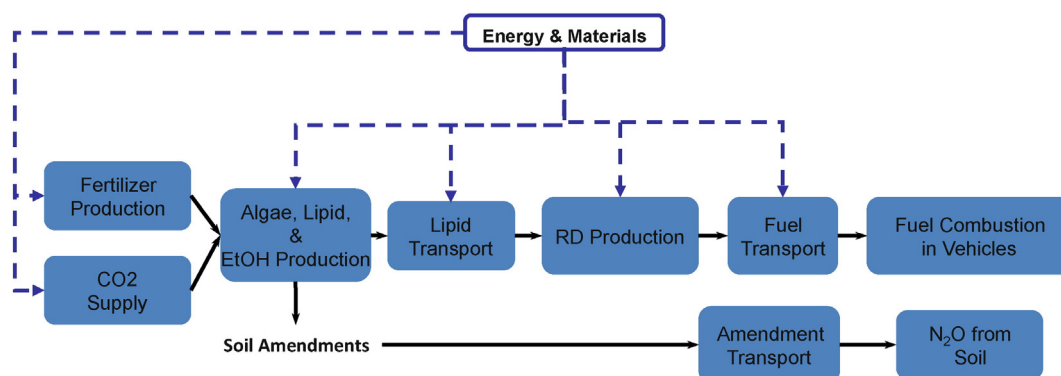 Energy & Materials
Fertilizer
Production
CO2
Supply
Algae, Lipid,
&
EtOH Production
Lipid
Transport
RD Production
Fuel
Transport
Fuel Combustion
in Vehicles
Soil Amendments
Amendment
Transport
N₂O from
Soil